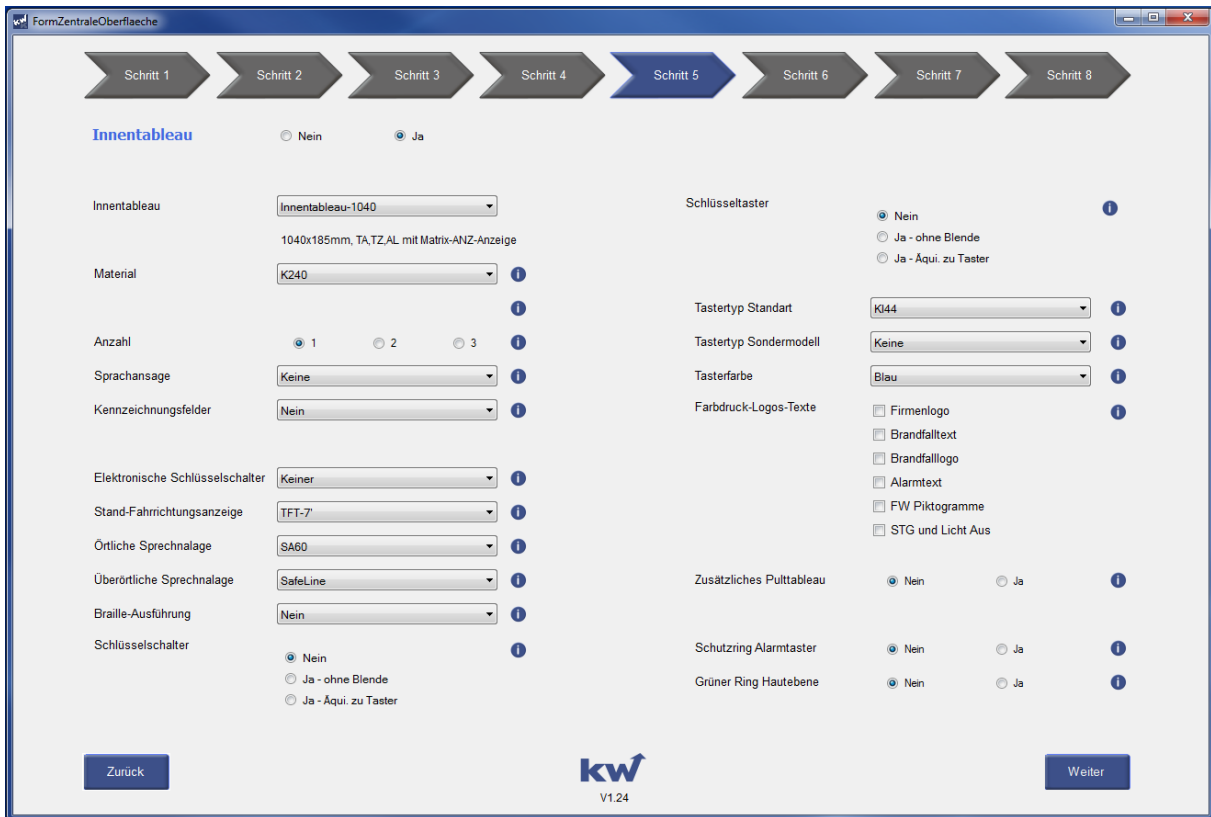 FormZentraleOberflaeche
Schritt 1
Schritt 2
Schritt 3
Schritt 4
Schritt 5
Schritt 6
Schritt 7
Schritt 8
Innentableau
Nein
Ja
Innentableau
Innentableau-1040
1040x185mm, TA,TZ,AL mit Matrix-ANZ-Anzeige
Material
K240
Anzahl
1
2
3
Sprachansage
Keine
Kennzeichnungsfelder
Nein
Elektronische Schlüsselschalter
Keiner
Stand-Fahrrichtungsanzeige
TFT-7'
Örtliche Sprechnalage
SA60
Überörtliche Sprechnalage
SafeLine
Braille-Ausführung
Nein
Schlüsselschalter
Nein
Ja - ohne Blende
Ja - Äqui. zu Taster
Schlüsseltaster
Nein
Ja - ohne Blende
Ja - Äqui. zu Taster
Tastertyp Standart
KI44
Tastertyp Sondermodell
Keine
Tasterfarbe
Blau
Farbdruck-Logos-Texte
Firmenlogo
Brandfalltext
Brandfalllogo
Alarmtext
FW Piktogramme
STG und Licht Aus
Zusätzliches Pulttableau
Nein
Ja
Schutzring Alarmtaster
Nein
Ja
Grüner Ring Hautebene
Nein
Ja
Zurück
kw
V1.24
Weiter